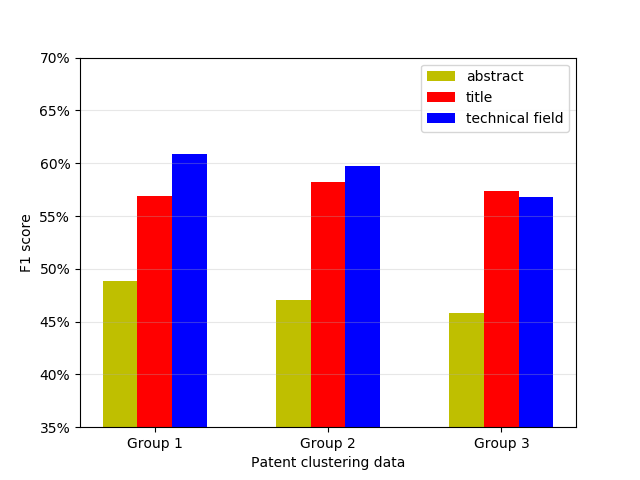 70%
65%
60%
55%
50%
45%
40%
35%
F1 score
abstract
title
technical field
Group 1
Group 2
Group 3
Patent clustering data